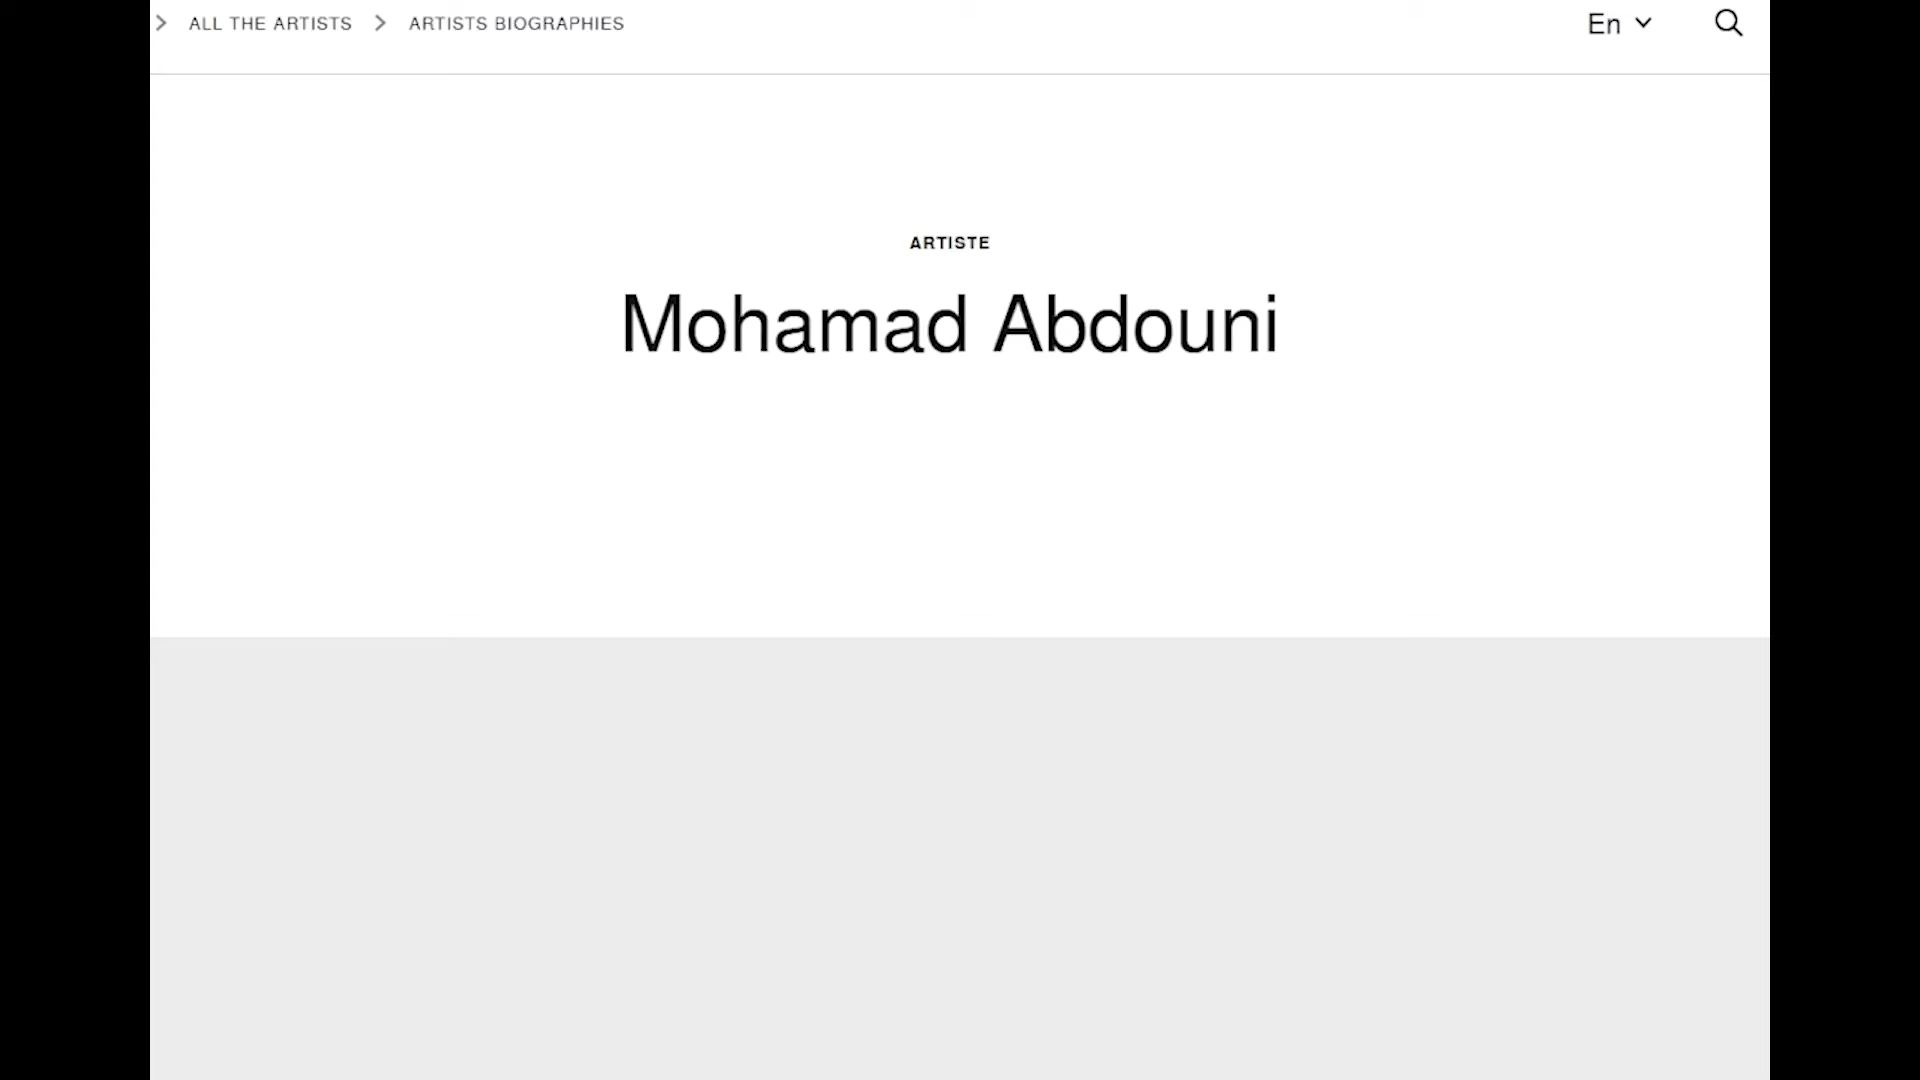 ALL THE ARTISTS
ARTISTS BIOGRAPHIES
En
ARTISTE
Mohamad Abdouni